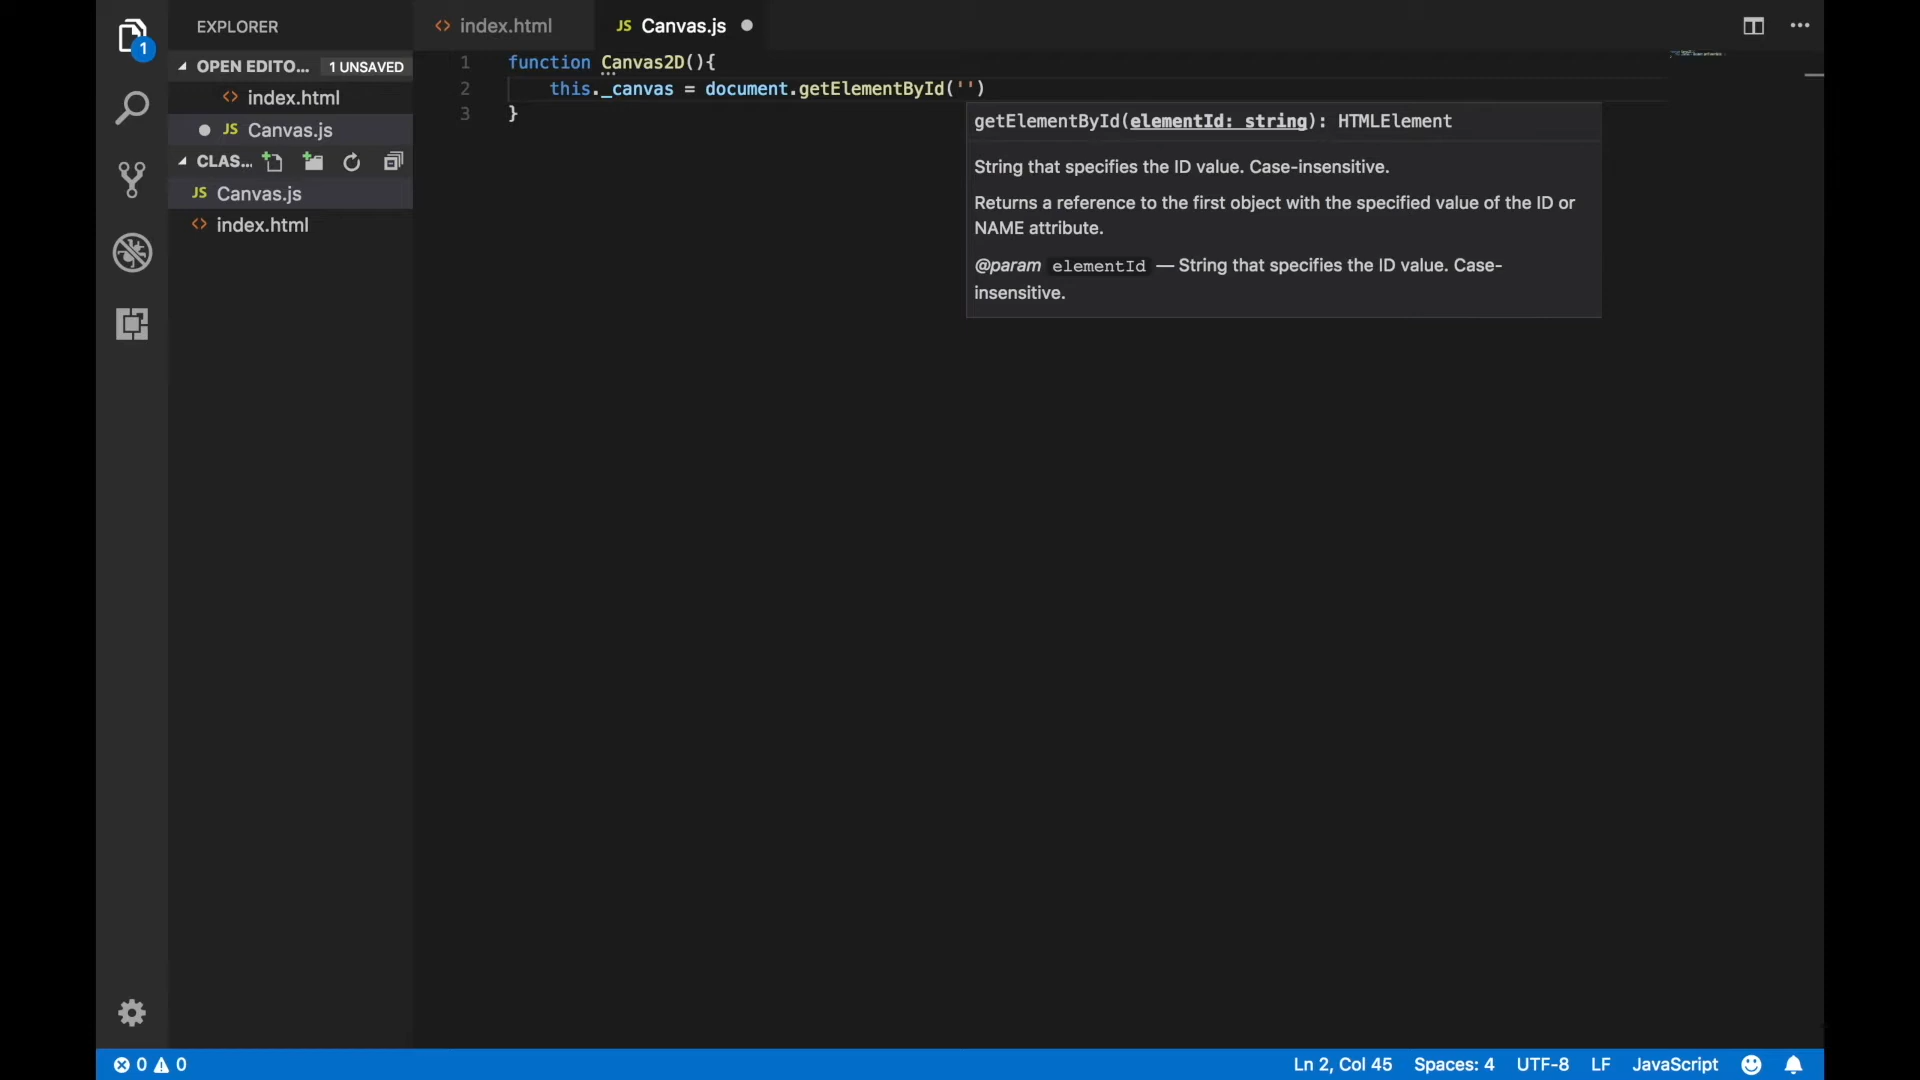 EXPLORER
index.html
JS Canvas.js
OPEN EDITO... 1 UNSAVED
index.html
JS Canvas.js
CLAS...
JS Canvas.js
index.html
1 function Canvas2D(){
2 this._canvas = document.getElementById('')
3 }
getElementById(elementId: string): HTMLElement
String that specifies the ID value. Case-insensitive.
Returns a reference to the first object with the specified value of the ID or
NAME attribute.
@param elementId — String that specifies the ID value. Case-
insensitive.
1
0 0
Ln 2, Col 45 Spaces: 4 UTF-8 LF JavaScript